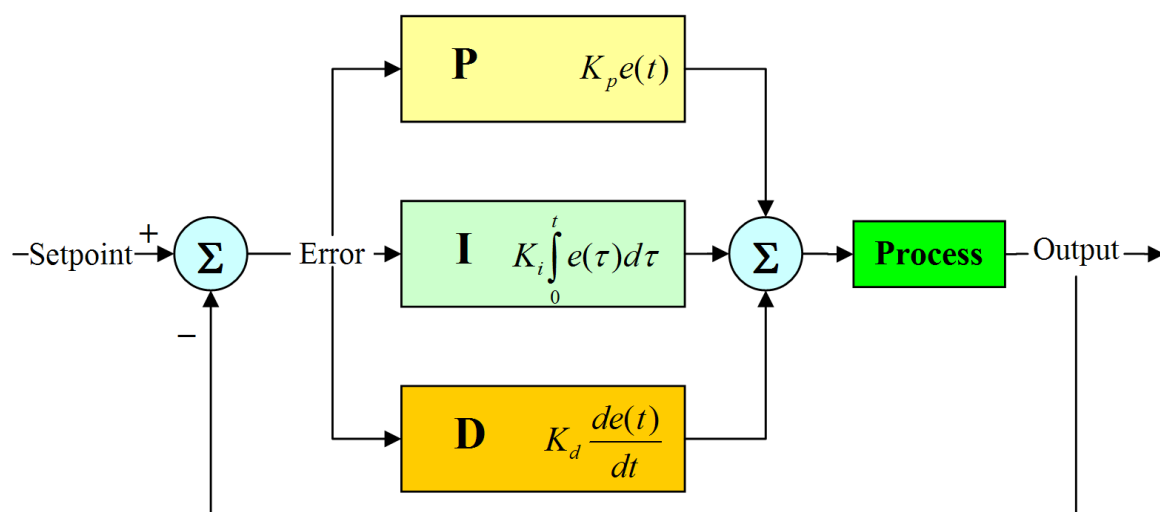 P K_p e(t)
Setpoint + Σ Error I K_i ∫_0^t e(τ)dτ Σ Process Output
−
D K_d de(t)/dt